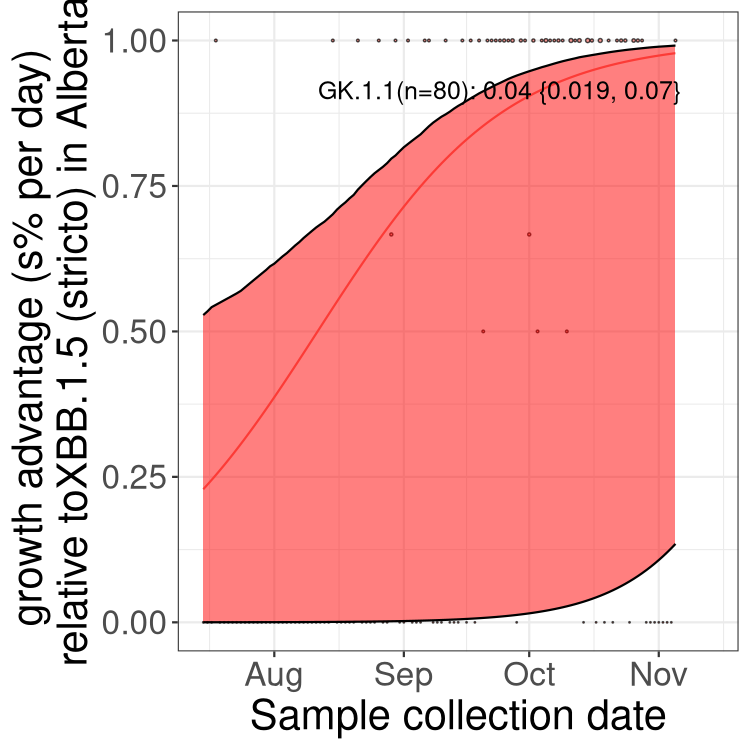 growth advantage (s% per day)
relative toXBB.1.5 (stricto) in Alberta
1.00
0.75
0.50
0.25
0.00
GK.1.1(n=80): 0.04 {0.019, 0.07}
Aug Sep Oct Nov
Sample collection date